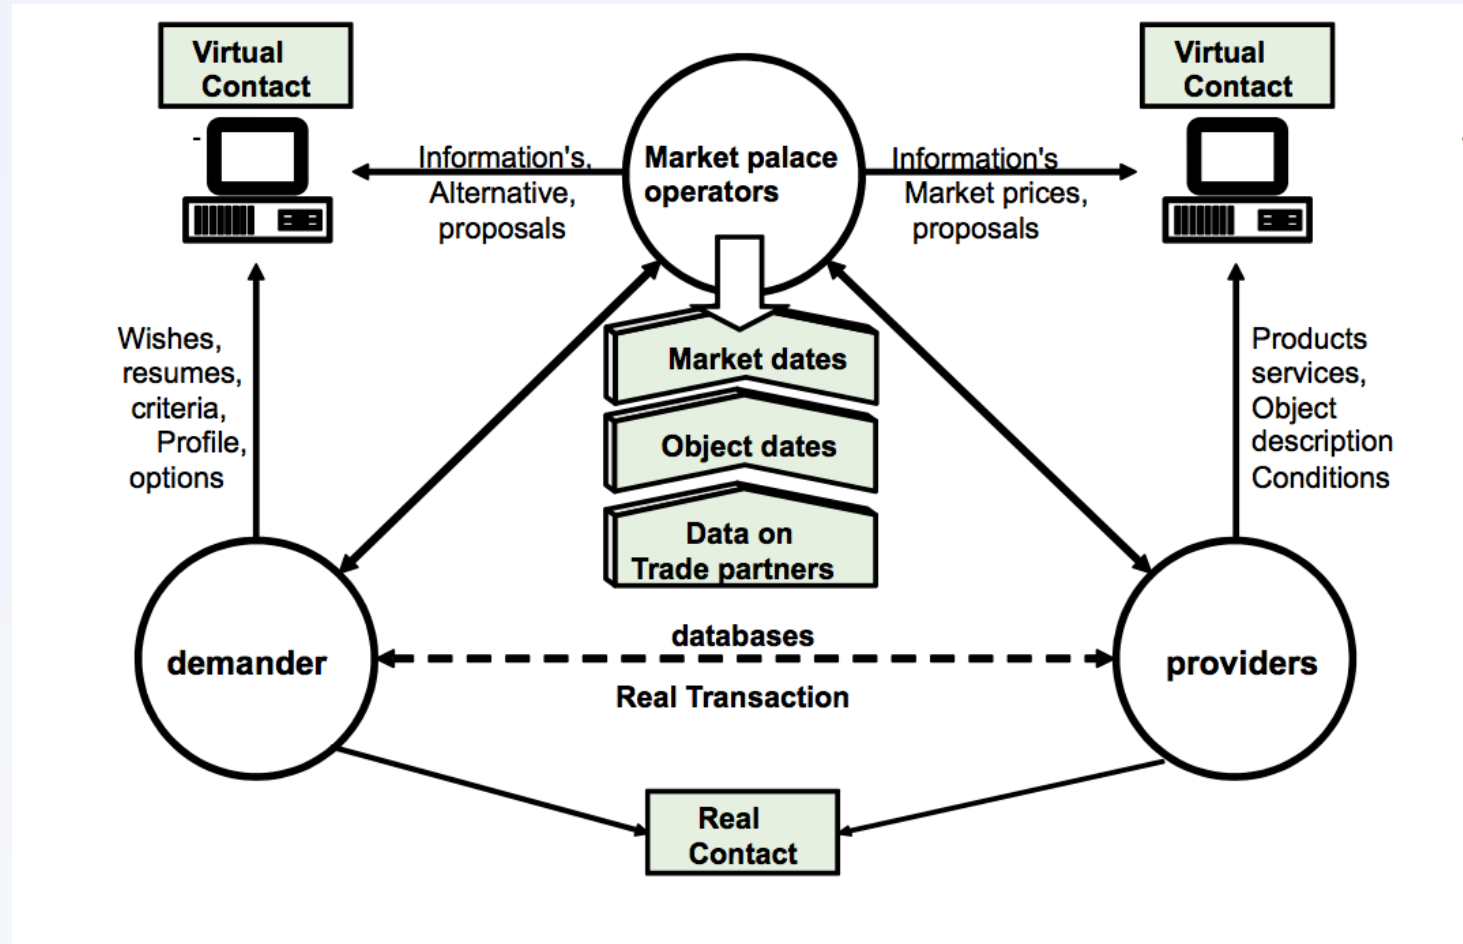 Virtual
Contact
Virtual
Contact
-
Information's,
Alternative,
proposals
Market palace
operators
Information's
Market prices,
proposals
Wishes,
resumes,
criteria,
Profile,
options
Market dates
Object dates
Data on
Trade partners
Products
services,
Object
description
Conditions
demander
databases
Real Transaction
providers
Real
Contact